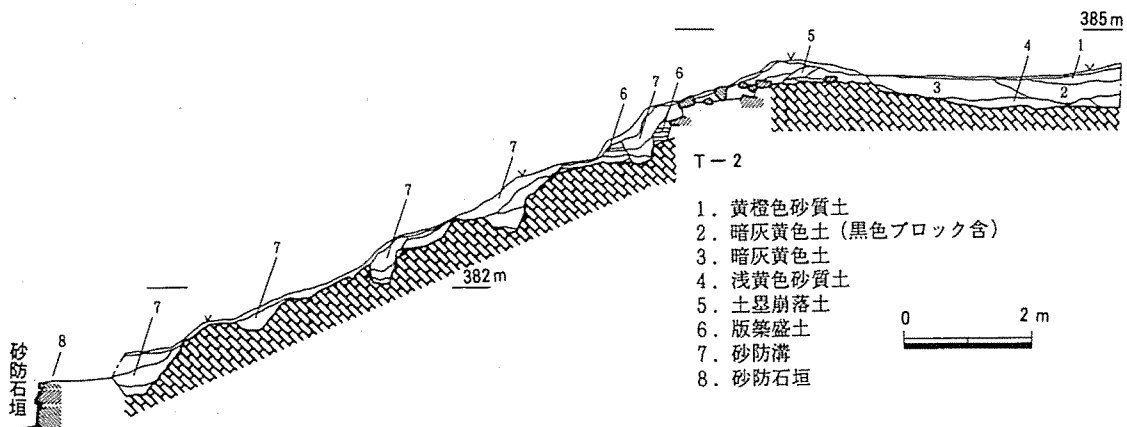 385m
5
4
1
6
7
3
2
6
7
T－2
7
1．黄橙色砂質土
2．暗灰黄色土（黒色ブロック含）
3．暗灰黄色土
4．浅黄色砂質土
5．土塁崩落土
6．版築盛土
7．砂防溝
8．砂防石垣
0 2 m
382m
7
7
7
8
砂防石垣